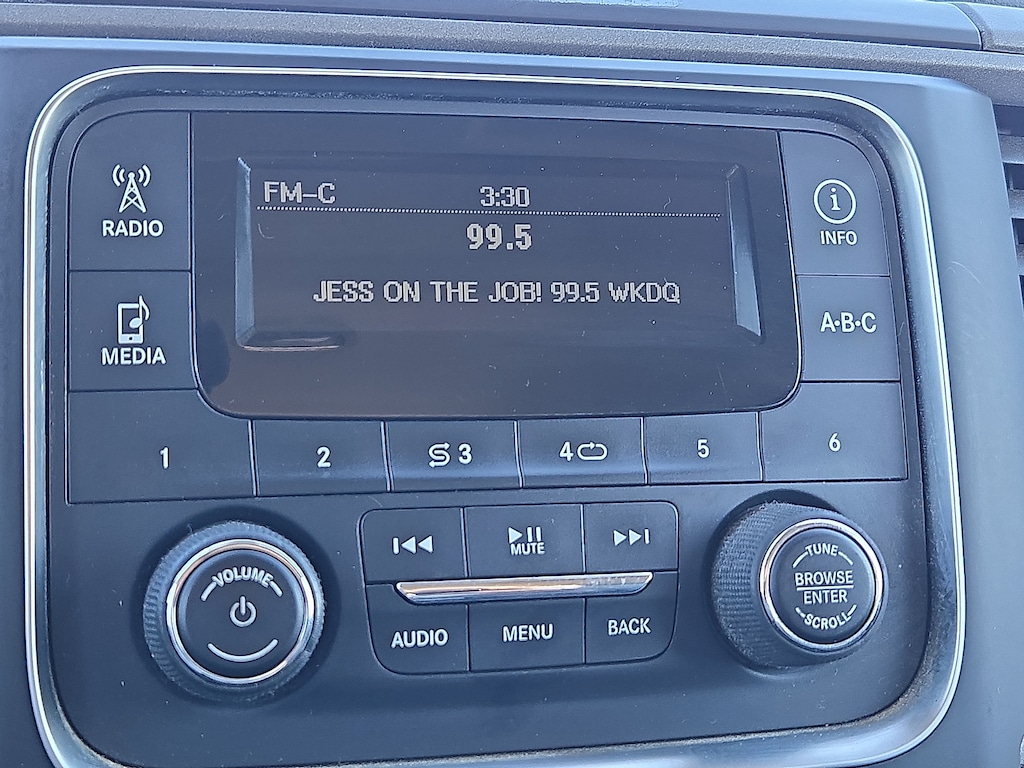 FM-C 3:30
99.5
JESS ON THE JOB! 99.5 WKDQ
RADIO
MEDIA
INFO
A·B·C
1 2 3 4 5 6
VOLUME
MUTE
AUDIO MENU BACK
TUNE
BROWSE
ENTER
SCROLL